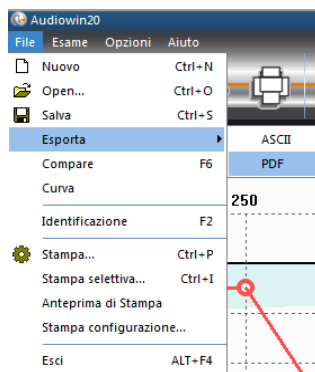 Audiowin20
File Esame Opzioni Aiuto
Nuovo Ctrl+N
Open... Ctrl+O
Salva Ctrl+S
Esporta ASCII
Compare F6 PDF
Curva
250
Identificazione F2
Stampa... Ctrl+P
Stampa selettiva... Ctrl+I
Anteprima di Stampa
Stampa configurazione...
Esci ALT+F4